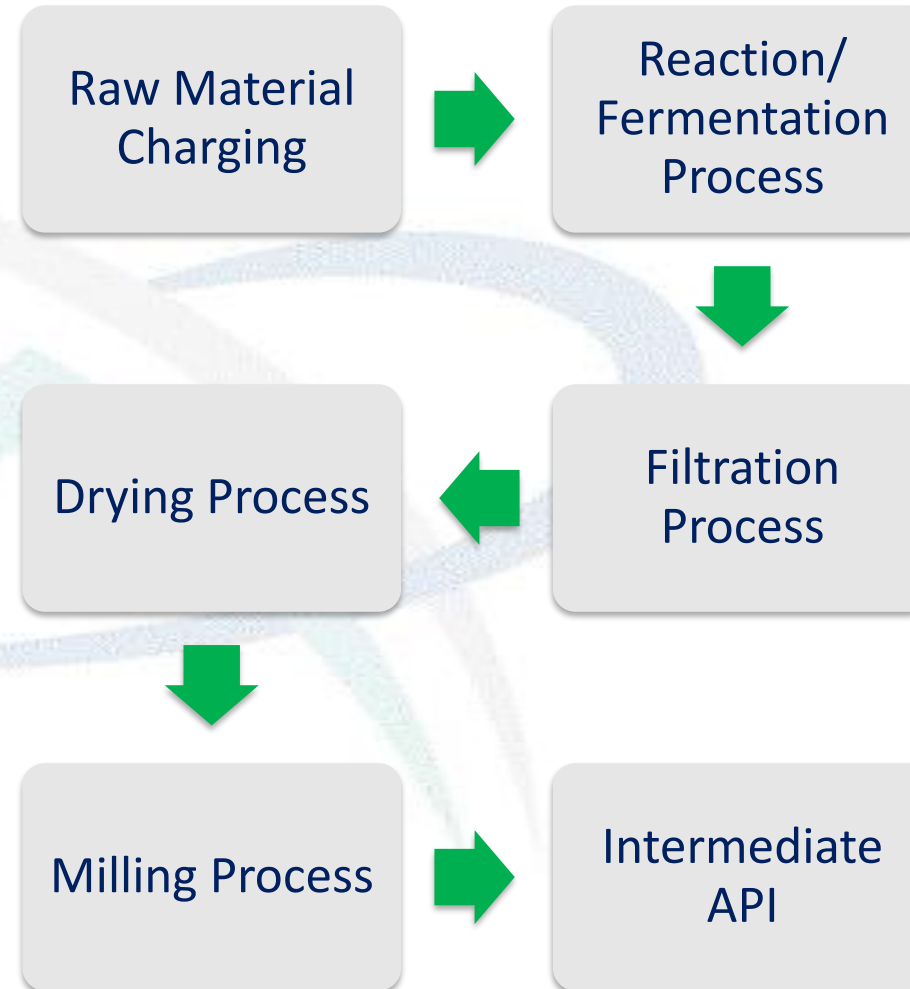 Raw Material
Charging
Reaction/
Fermentation
Process
Filtration
Process
Drying Process
Milling Process
Intermediate
API